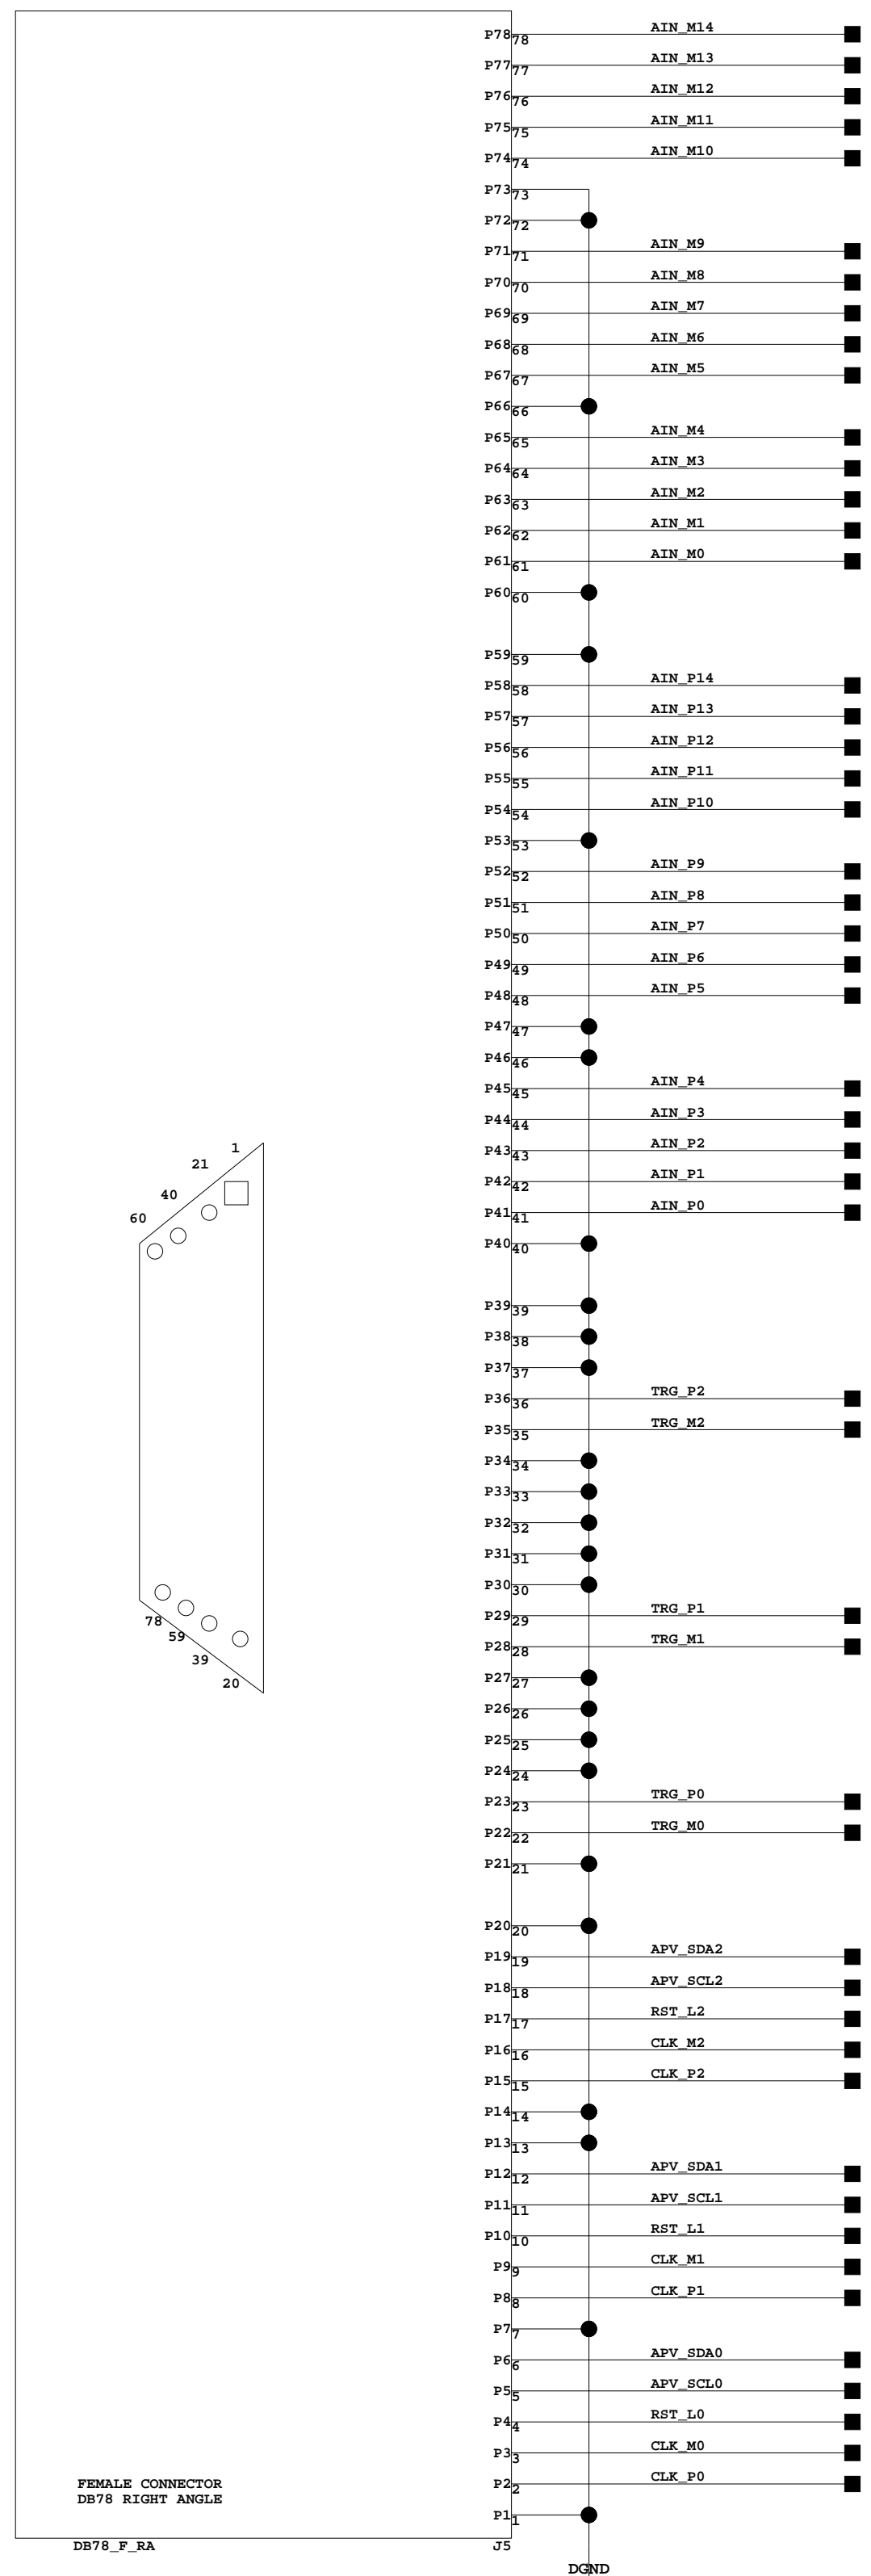 P78 78 AIN_M14
P77 77 AIN_M13
P76 76 AIN_M12
P75 75 AIN_M11
P74 74 AIN_M10
P73 73
P72 72
P71 71 AIN_M9
P70 70 AIN_M8
P69 69 AIN_M7
P68 68 AIN_M6
P67 67 AIN_M5
P66 66
P65 65 AIN_M4
P64 64 AIN_M3
P63 63 AIN_M2
P62 62 AIN_M1
P61 61 AIN_M0
P60 60
P59 59
P58 58 AIN_P14
P57 57 AIN_P13
P56 56 AIN_P12
P55 55 AIN_P11
P54 54 AIN_P10
P53 53
P52 52 AIN_P9
P51 51 AIN_P8
P50 50 AIN_P7
P49 49 AIN_P6
P48 48 AIN_P5
P47 47
P46 46
P45 45 AIN_P4
P44 44 AIN_P3
P43 43 AIN_P2
P42 42 AIN_P1
P41 41 AIN_P0
P40 40
P39 39
P38 38
P37 37
P36 36 TRG_P2
P35 35 TRG_M2
P34 34
P33 33
P32 32
P31 31
P30 30
P29 29 TRG_P1
P28 28 TRG_M1
P27 27
P26 26
P25 25
P24 24
P23 23 TRG_P0
P22 22 TRG_M0
P21 21
P20 20
P19 19 APV_SDA2
P18 18 APV_SCL2
P17 17 RST_L2
P16 16 CLK_M2
P15 15 CLK_P2
P14 14
P13 13
P12 12 APV_SDA1
P11 11 APV_SCL1
P10 10 RST_L1
P9 9 CLK_M1
P8 8 CLK_P1
P7 7
P6 6 APV_SDA0
P5 5 APV_SCL0
P4 4 RST_L0
P3 3 CLK_M0
P2 2 CLK_P0
P1 1
1
21
40
60
78
59
39
20
FEMALE CONNECTOR
DB78 RIGHT ANGLE
DB78_F_RA
J5
DGND